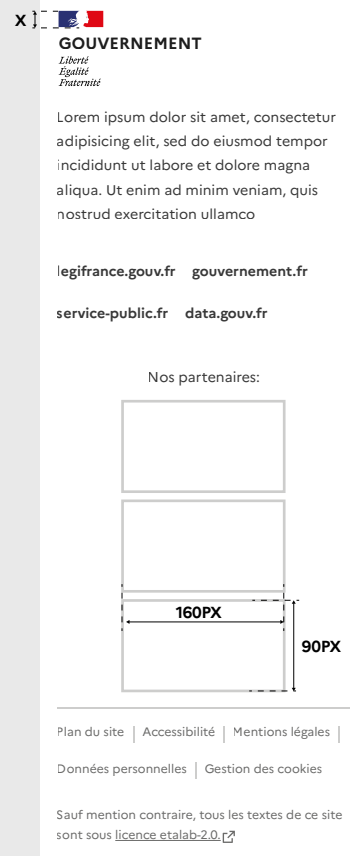 X
GOUVERNEMENT
Liberté
Égalité
Fraternité
Lorem ipsum dolor sit amet, consectetur
adipisicing elit, sed do eiusmod tempor
incididunt ut labore et dolore magna
aliqua. Ut enim ad minim veniam, quis
nostrud exercitation ullamco
legifrance.gouv.fr gouvernement.fr
service-public.fr data.gouv.fr
Nos partenaires:
160PX
90PX
Plan du site | Accessibilité | Mentions légales |
Données personnelles | Gestion des cookies
Sauf mention contraire, tous les textes de ce site
sont sous licence etalab-2.0.